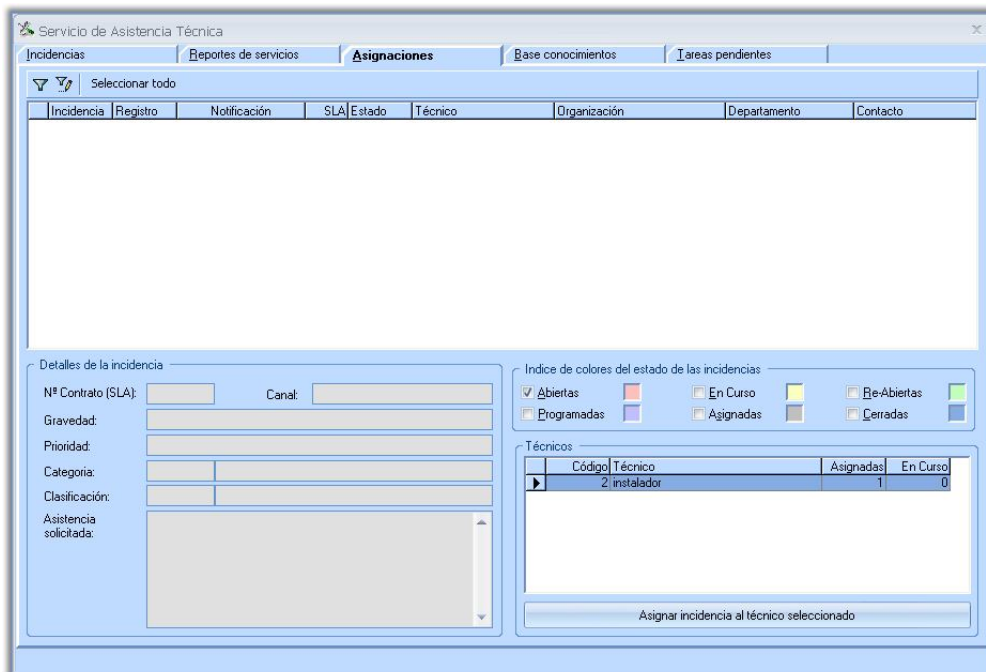 Servicio de Asistencia Técnica
Incidencias Reportes de servicios Asignaciones Base conocimientos Tareas pendientes
Seleccionar todo
Incidencia Registro Notificación SLA Estado Técnico Organización Departamento Contacto
Detalles de la incidencia
Nº Contrato (SLA): Canal:
Gravedad:
Prioridad:
Categoria:
Clasificación:
Asistencia
solicitada:
Indice de colores del estado de las incidencias
Abiertas En Curso Re-Abiertas
Programadas Asignadas Cerradas
Técnicos
Código Técnico Asignadas En Curso
2 instalador 1 0
Asignar incidencia al técnico seleccionado